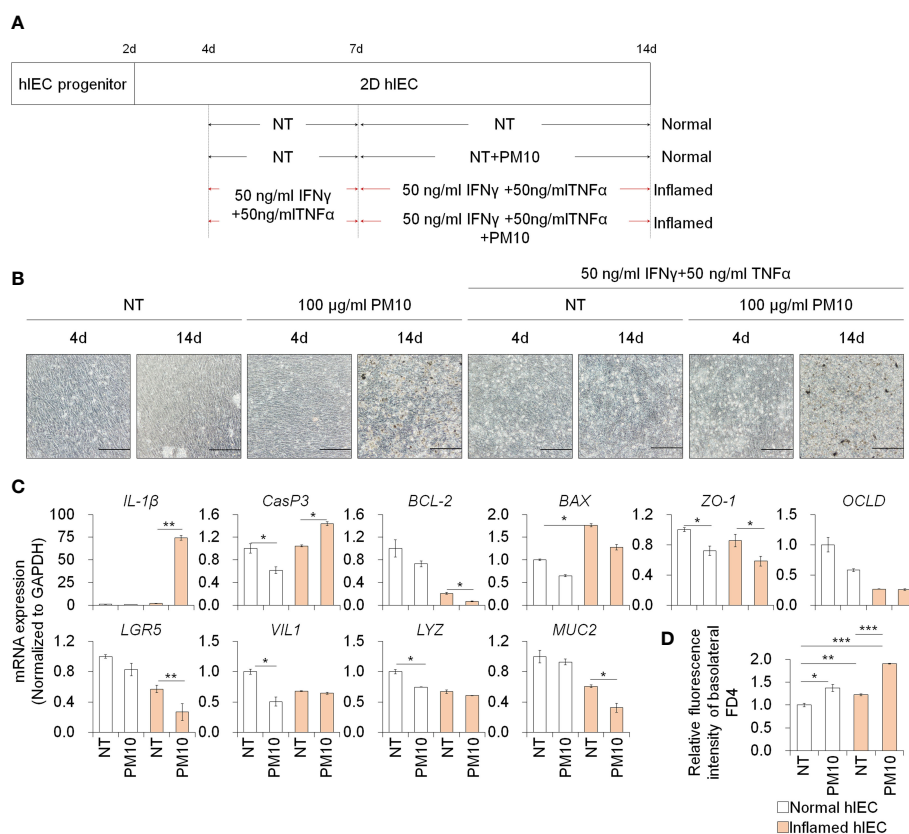 A
2d 4d 7d 14d
hIEC progenitor 2D hIEC
NT NT Normal
NT NT+PM10 Normal
50 ng/ml IFNγ
+50ng/mlTNFα
50 ng/ml IFNγ +50ng/mlTNFα Inflamed
50 ng/ml IFNγ +50ng/mlTNFα
+PM10
Inflamed
B
50 ng/ml IFNγ+50 ng/ml TNFα
NT 100 µg/ml PM10 NT 100 µg/ml PM10
4d 14d 4d 14d 4d 14d 4d 14d
C
mRNA expression
(Normalized to GAPDH)
IL-1β CasP3 BCL-2 BAX ZO-1 OCLD
100 1.6 1.5 2.0 1.2 1.5
75 1.2 1.5 1.0
50 0.8 1.0 1.0 0.8 1.0
25 0.4 0.5 0.5 0.4 0.5
0 0.0 0.0 0.0 0.0 0.0
** * * * * * *
LGR5 VIL1 LYZ MUC2
1.2 1.5 1.5 1.2
0.8 1.0 1.0 0.8
0.4 0.5 0.5 0.4
0.0 0.0 0.0 0.0
** * * *
NT PM10 NT PM10 NT PM10 NT PM10 NT PM10 NT PM10 NT PM10 NT PM10
D
Relative fluorescence
intensity of basolateral
FD4
2.0
1.5
1.0
0.5
0.0
* ** *** ***
NT PM10 NT PM10
Normal hIEC
Inflamed hIEC